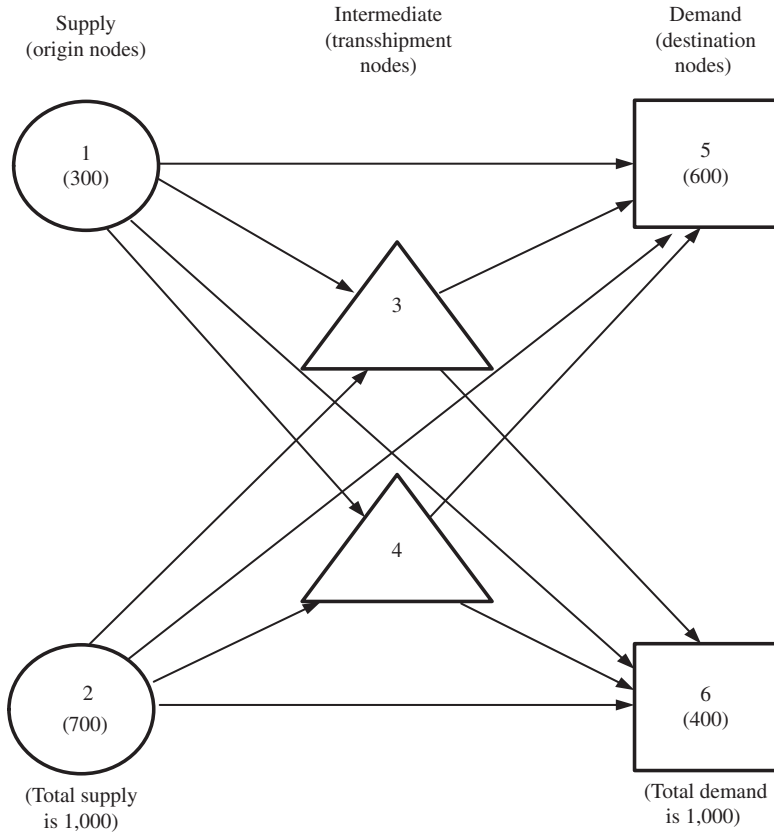 Supply
(origin nodes)
Intermediate
(transshipment
nodes)
Demand
(destination
nodes)
1
(300)
5
(600)
3
4
2
(700)
6
(400)
(Total supply
is 1,000)
(Total demand
is 1,000)